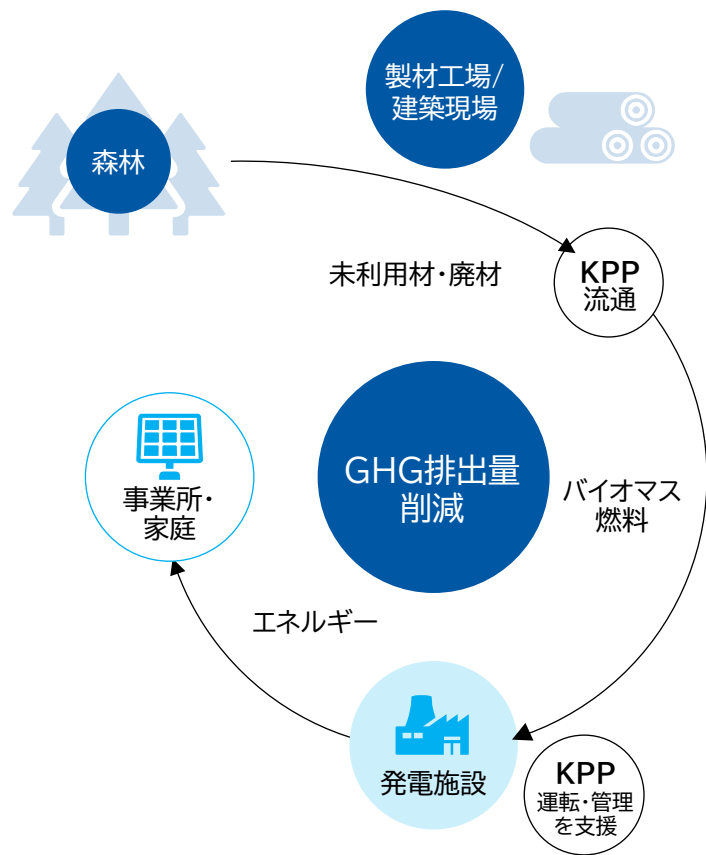 製材工場/
建築現場
森林
未利用材・廃材
KPP
流通
GHG排出量
削減
バイオマス
燃料
事業所・
家庭
エネルギー
発電施設
KPP
運転・管理
を支援